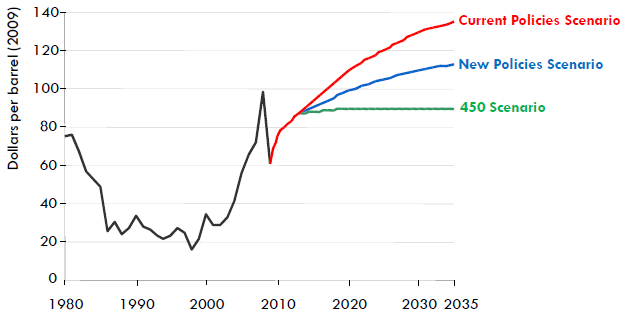 Dollars per barrel (2009)
140
120
100
80
60
40
20
0
1980 1990 2000 2010 2020 2030 2035
Current Policies Scenario
New Policies Scenario
450 Scenario